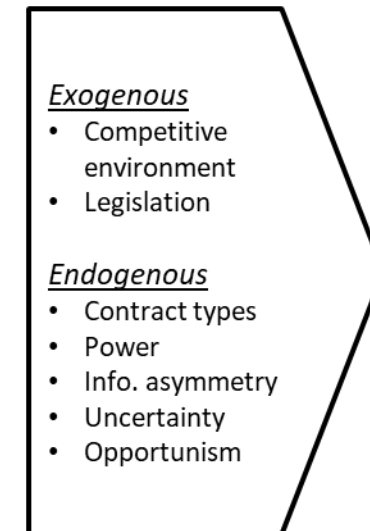 Exogenous
• Competitive
environment
• Legislation
Endogenous
• Contract types
• Power
• Info. asymmetry
• Uncertainty
• Opportunism